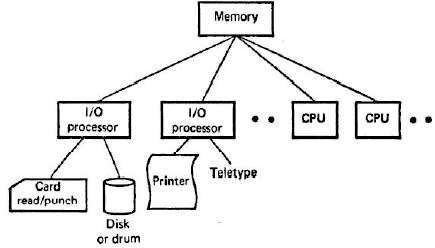 Memory
I/O
processor
I/O
processor
CPU
CPU
Card
read/punch
Disk
or drum
Printer
Teletype